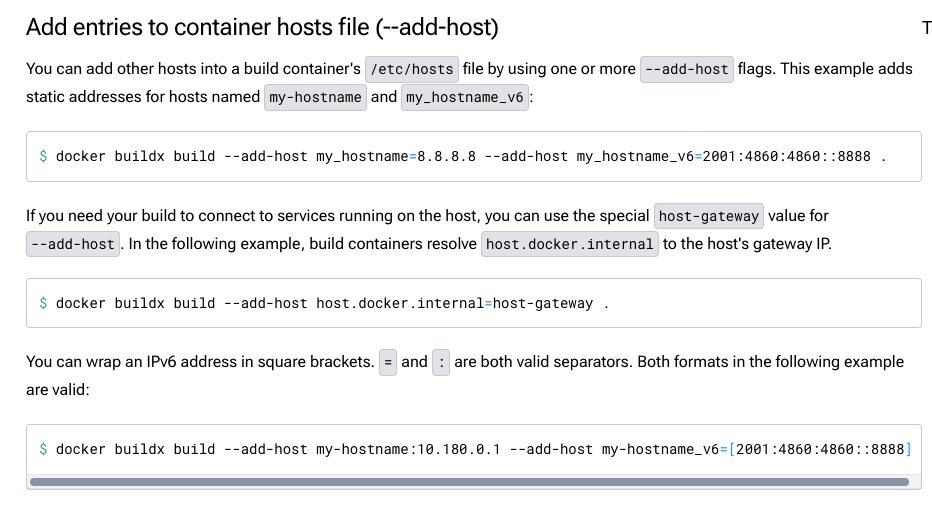 Add entries to container hosts file (--add-host)
T
You can add other hosts into a build container's /etc/hosts file by using one or more --add-host flags. This example adds
static addresses for hosts named my-hostname and my_hostname_v6:
$ docker buildx build --add-host my_hostname=8.8.8.8 --add-host my_hostname_v6=2001:4860:4860::8888 .
If you need your build to connect to services running on the host, you can use the special host-gateway value for
--add-host. In the following example, build containers resolve host.docker.internal to the host's gateway IP.
$ docker buildx build --add-host host.docker.internal=host-gateway .
You can wrap an IPv6 address in square brackets. = and : are both valid separators. Both formats in the following example
are valid:
$ docker buildx build --add-host my-hostname:10.180.0.1 --add-host my-hostname_v6=[2001:4860:4860::8888]